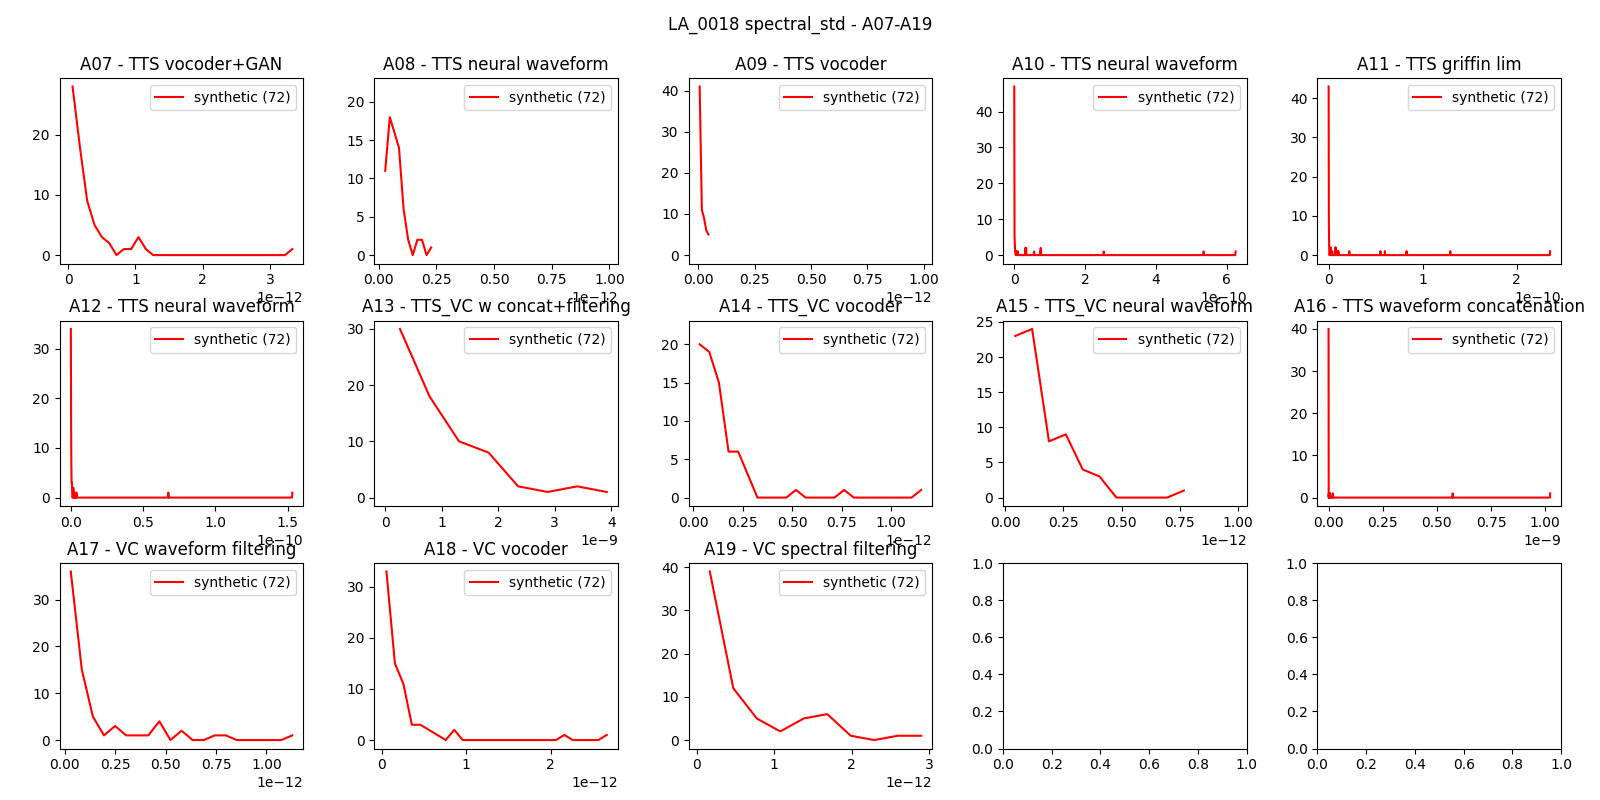 LA_0018 spectral_std - A07-A19
A07 - TTS vocoder+GAN
synthetic (72)
20
10
0
0 1 2 3
1e−12
A08 - TTS neural waveform
synthetic (72)
20
15
10
5
0
0.00 0.25 0.50 0.75 1.00
1e−12
A09 - TTS vocoder
synthetic (72)
40
30
20
10
0
0.00 0.25 0.50 0.75 1.00
1e−12
A10 - TTS neural waveform
synthetic (72)
40
30
20
10
0
0 2 4 6
1e−10
A11 - TTS griffin lim
synthetic (72)
40
30
20
10
0
0 1 2
1e−10
A12 - TTS neural waveform
synthetic (72)
30
20
10
0
0.0 0.5 1.0 1.5
1e−10
A13 - TTS_VC w concat+filtering
synthetic (72)
30
20
10
0
0 1 2 3 4
1e−9
A14 - TTS_VC vocoder
synthetic (72)
20
15
10
5
0
0.00 0.25 0.50 0.75 1.00
1e−12
A15 - TTS_VC neural waveform
synthetic (72)
25
20
15
10
5
0
0.00 0.25 0.50 0.75 1.00
1e−12
A16 - TTS waveform concatenation
synthetic (72)
40
30
20
10
0
0.00 0.25 0.50 0.75 1.00
1e−9
A17 - VC waveform filtering
synthetic (72)
30
20
10
0
0.00 0.25 0.50 0.75 1.00
1e−12
A18 - VC vocoder
synthetic (72)
30
20
10
0
0 1 2
1e−12
A19 - VC spectral filtering
synthetic (72)
40
30
20
10
0
0 1 2 3
1e−12
1.0
0.8
0.6
0.4
0.2
0.0
0.0 0.2 0.4 0.6 0.8 1.0
1.0
0.8
0.6
0.4
0.2
0.0
0.0 0.2 0.4 0.6 0.8 1.0